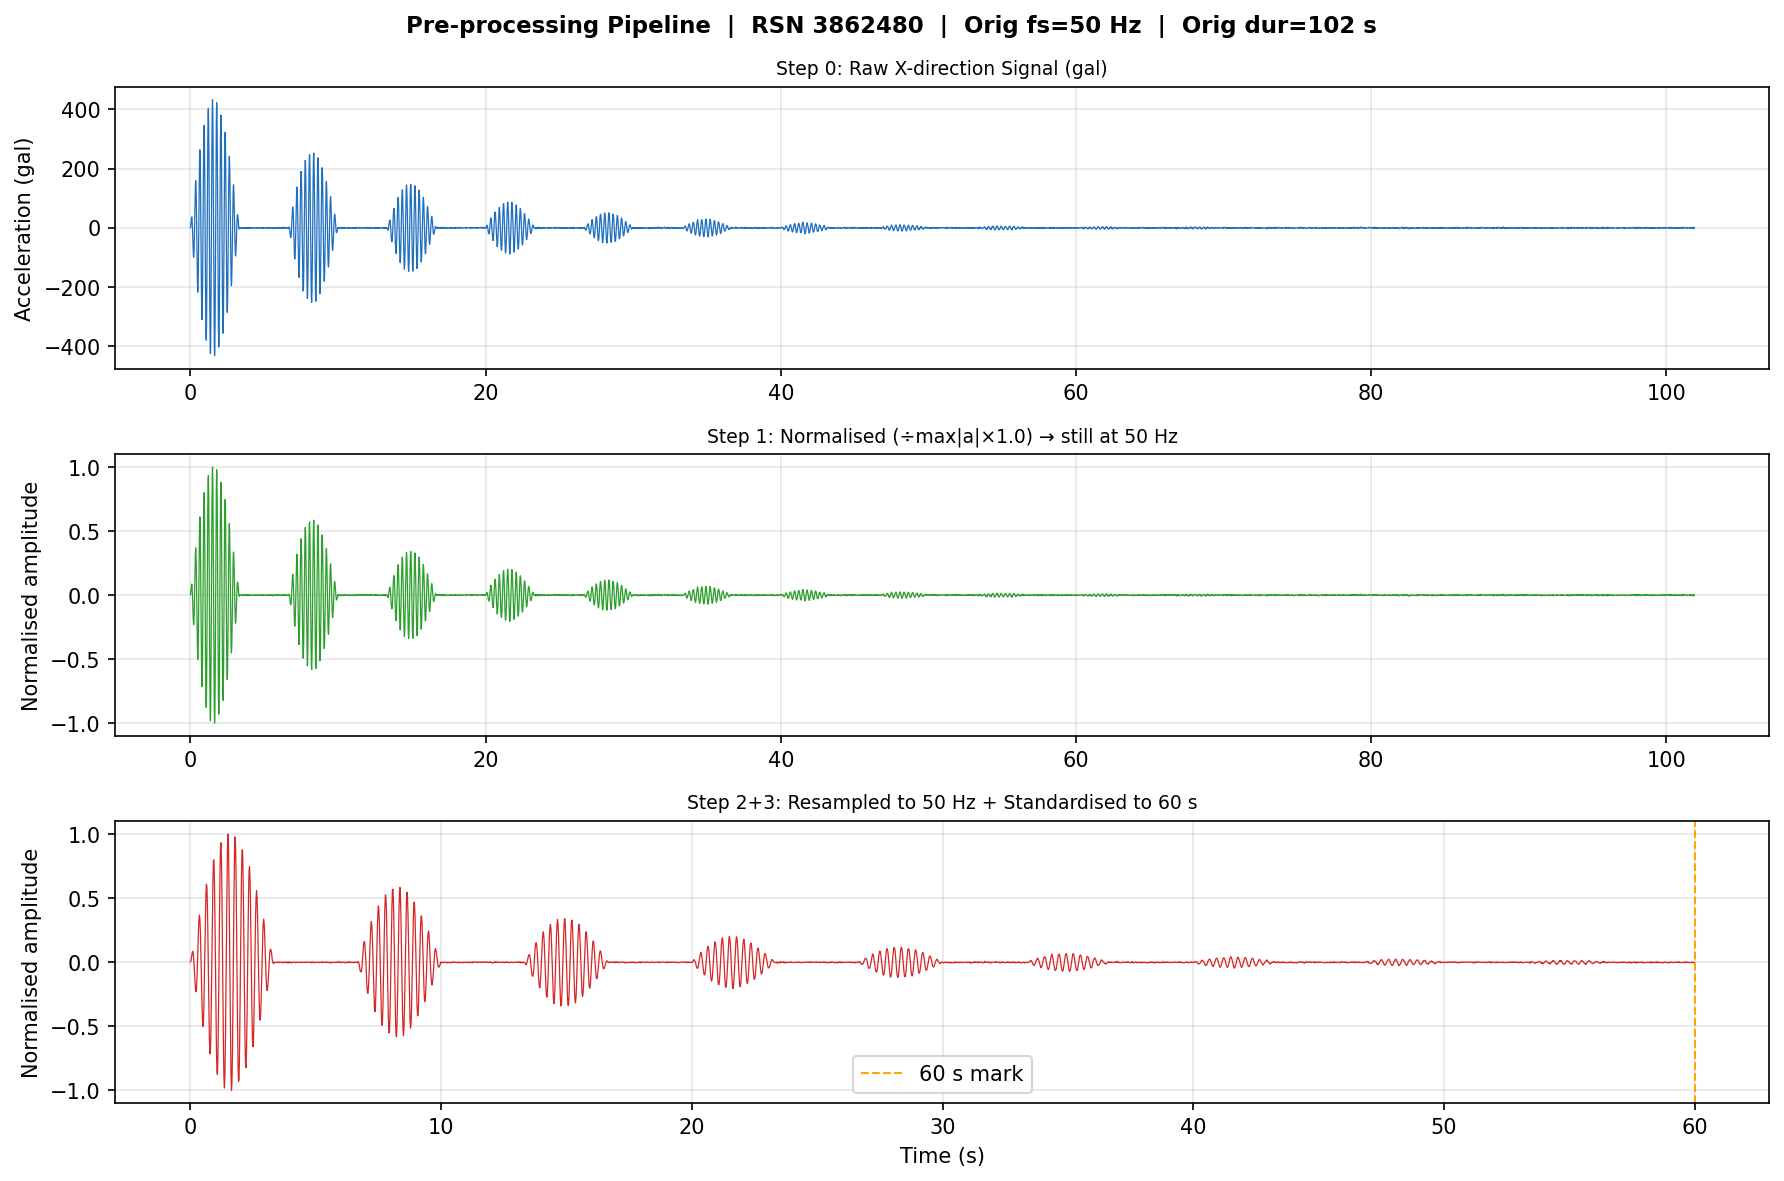 Pre-processing Pipeline | RSN 3862480 | Orig fs=50 Hz | Orig dur=102 s
Step 0: Raw X-direction Signal (gal)
Acceleration (gal)
400
200
0
−200
−400
0 20 40 60 80 100
Step 1: Normalised (÷max|a|×1.0) → still at 50 Hz
Normalised amplitude
1.0
0.5
0.0
−0.5
−1.0
0 20 40 60 80 100
Step 2+3: Resampled to 50 Hz + Standardised to 60 s
Normalised amplitude
1.0
0.5
0.0
−0.5
−1.0
60 s mark
0 10 20 30 40 50 60
Time (s)